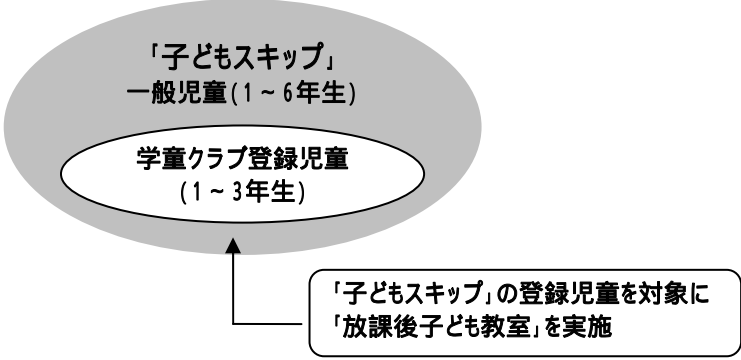 「子どもスキップ」
一般児童(1~6年生)
学童クラブ登録児童
(1~3年生)
「子どもスキップ」の登録児童を対象に
「放課後子ども教室」を実施